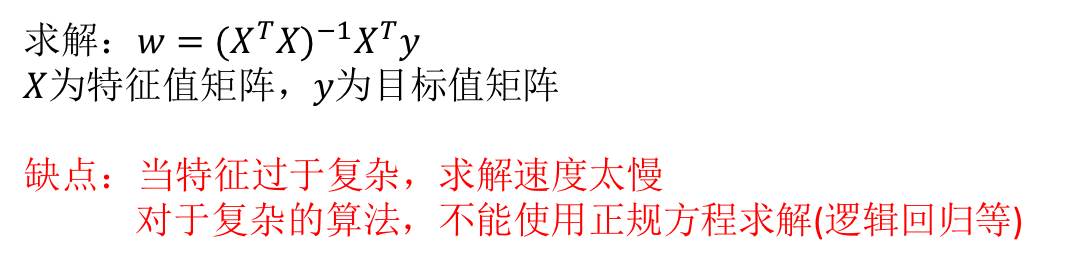 求解：w = (XᵀX)⁻¹Xᵀy
X为特征值矩阵，y为目标值矩阵
缺点：当特征过于复杂，求解速度太慢
对于复杂的算法，不能使用正规方程求解(逻辑回归等)